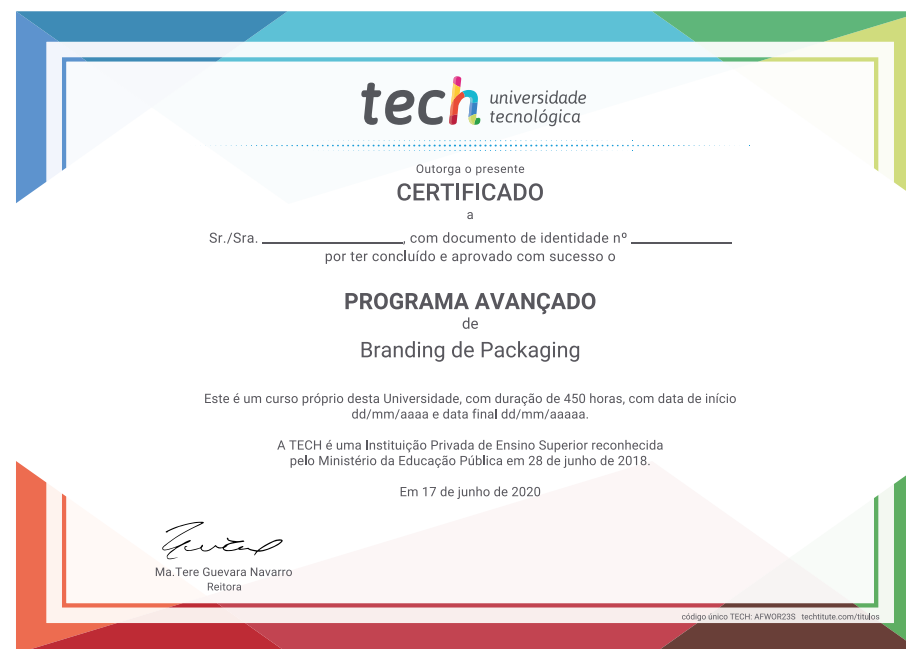 tech universidade
tecnológica
Outorga o presente
CERTIFICADO
a
Sr./Sra. ____________, com documento de identidade nº ____________
por ter concluído e aprovado com sucesso o
PROGRAMA AVANÇADO
de
Branding de Packaging
Este é um curso próprio desta Universidade, com duração de 450 horas, com data de início
dd/mm/aaaa e data final dd/mm/aaaaa.
A TECH é uma Instituição Privada de Ensino Superior reconhecida
pelo Ministério da Educação Pública em 28 de junho de 2018.
Em 17 de junho de 2020
Ma.Tere Guevara Navarro
Reitora
código único TECH: AFWOR23S techtitute.com/titulos